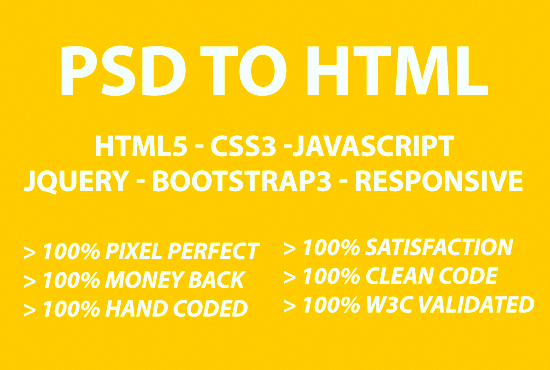 PSD TO HTML
HTML5 - CSS3 -JAVASCRIPT
JQUERY - BOOTSTRAP3 - RESPONSIVE
> 100% PIXEL PERFECT
> 100% MONEY BACK
> 100% HAND CODED
> 100% SATISFACTION
> 100% CLEAN CODE
> 100% W3C VALIDATED